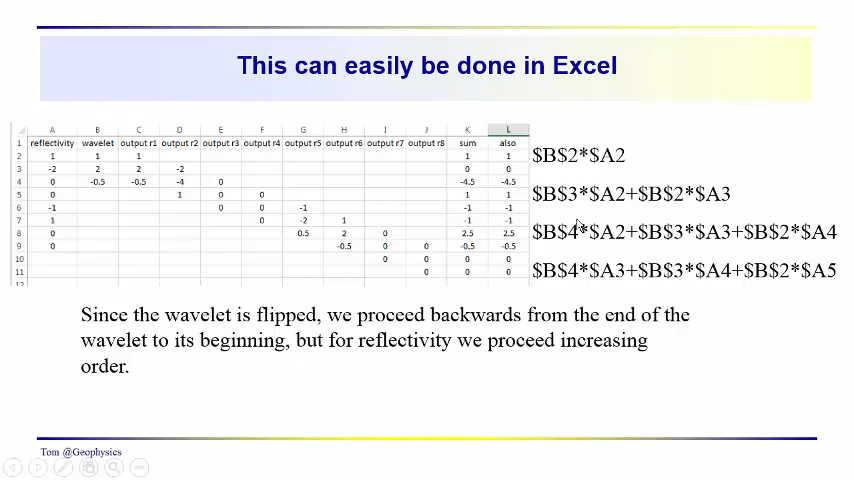 This can easily be done in Excel
A B C D E F G H I J K L
1 reflectivity wavelet output r1 output r2 output r3 output r4 output r5 output r6 output r7 output r8 sum also
2 1 1 1 1 1
3 -2 2 2 -2 0 0
4 0 -0.5 -0.5 -4 0 -4.5 -4.5
5 0 1 0 0 1 1
6 -1 0 0 -1 -1 -1
7 1 0 -2 1 -1 -1
8 0 0.5 2 0 2.5 2.5
9 0 -0.5 0 0 -0.5 -0.5
10 0 0 0 0
11 0 0 0
$B$2*$A2
$B$3*$A2+$B$2*$A3
$B$4*$A2+$B$3*$A3+$B$2*$A4
$B$4*$A3+$B$3*$A4+$B$2*$A5
Since the wavelet is flipped, we proceed backwards from the end of the
wavelet to its beginning, but for reflectivity we proceed increasing
order.
Tom @Geophysics